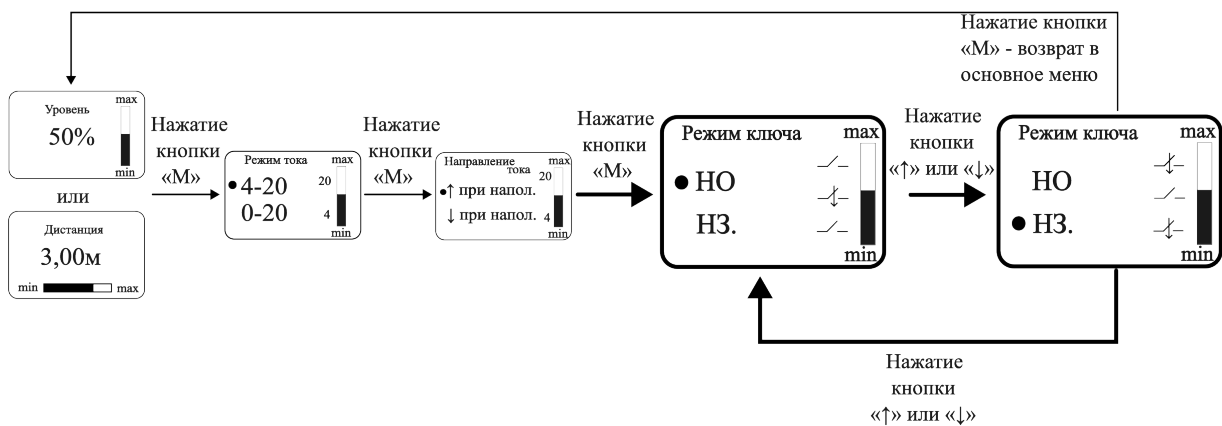 Нажатие кнопки
«М» - возврат в
основное меню
Уровень
max
50%
min
или
Дистанция
3,00м
min
max
Нажатие
кнопки
«М»
Режим тока
max
4-20
20
0-20
4
min
Нажатие
кнопки
«М»
Направление
max
тока
20
↑ при напол.
↓ при напол.
4
min
Нажатие
кнопки
«М»
Режим ключа
max
НО
НЗ.
min
Нажатие
кнопки
«↑» или «↓»
Режим ключа
max
НО
НЗ.
min
Нажатие
кнопки
«↑» или «↓»